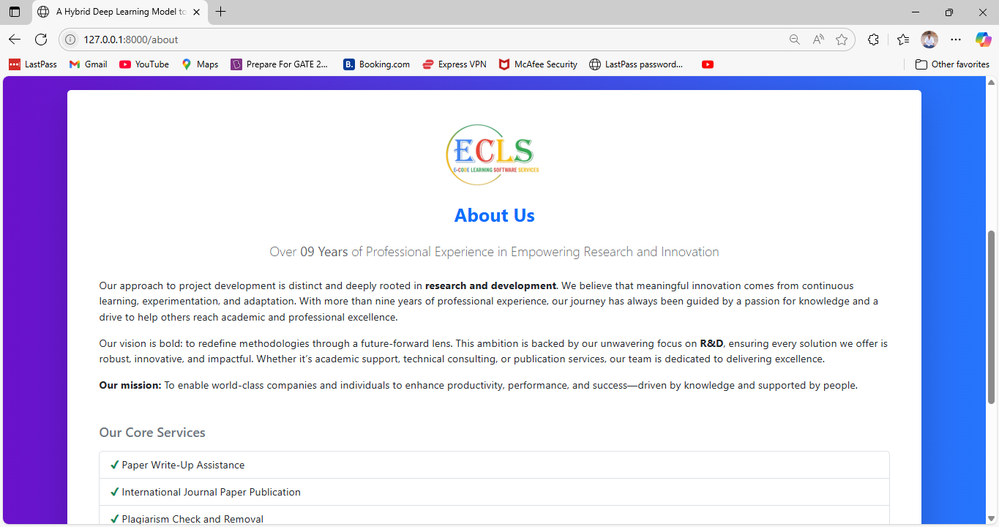 A Hybrid Deep Learning Model to
127.0.0.1:8000/about
LastPass Gmail YouTube Maps Prepare For GATE 2... Booking.com Express VPN McAfee Security LastPass password... Other favorites
ECLS
E-CODE LEARNING SOFTWARE SERVICES
About Us
Over 09 Years of Professional Experience in Empowering Research and Innovation
Our approach to project development is distinct and deeply rooted in research and development. We believe that meaningful innovation comes from continuous
learning, experimentation, and adaptation. With more than nine years of professional experience, our journey has always been guided by a passion for knowledge and a
drive to help others reach academic and professional excellence.
Our vision is bold: to redefine methodologies through a future-forward lens. This ambition is backed by our unwavering focus on R&D, ensuring every solution we offer is
robust, innovative, and impactful. Whether it’s academic support, technical consulting, or publication services, our team is dedicated to delivering excellence.
Our mission: To enable world-class companies and individuals to enhance productivity, performance, and success—driven by knowledge and supported by people.
Our Core Services
✔ Paper Write-Up Assistance
✔ International Journal Paper Publication
✔ Plagiarism Check and Removal